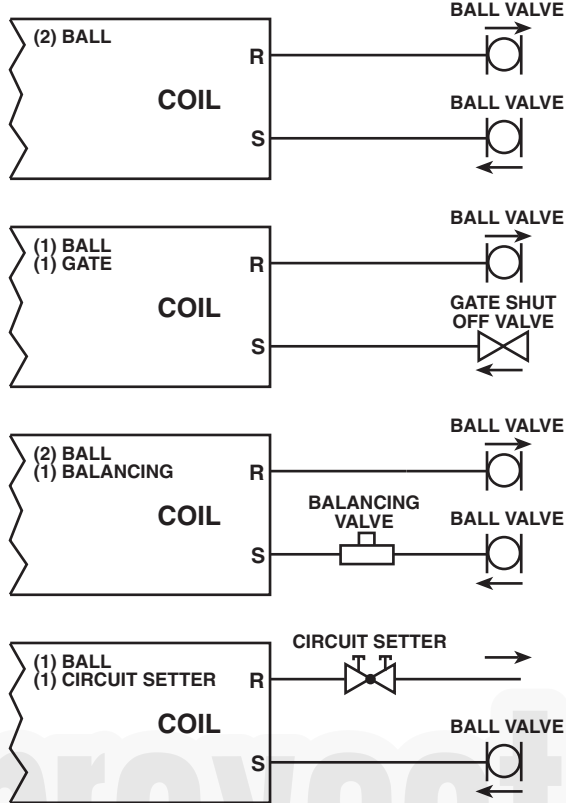 BALL VALVE
(2) BALL
R
COIL
BALL VALVE
S
BALL VALVE
(1) BALL
(1) GATE
R
COIL
GATE SHUT
OFF VALVE
S
BALL VALVE
(2) BALL
(1) BALANCING
R
COIL
BALANCING
VALVE
BALL VALVE
S
CIRCUIT SETTER
(1) BALL
(1) CIRCUIT SETTER
R
COIL
BALL VALVE
S